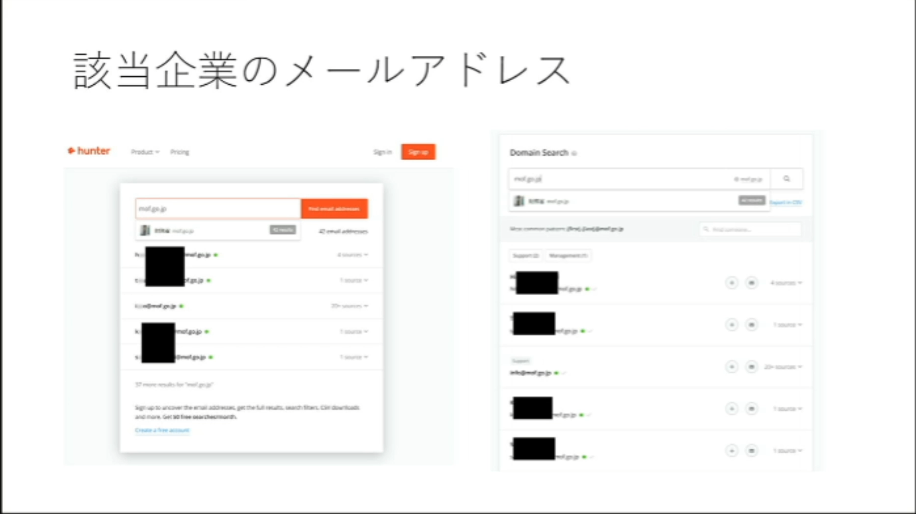 該当企業のメールアドレス
hunter
Product
Pricing
Sign in
Sign up
mof.go.jp
Find email addresses
mof.go.jp
42 results
42 email addresses
mof.go.jp
4 sources
of.go.jp
1 source
@mof.go.jp
20+ sources
mof.go.jp
1 source
@mof.go.jp
1 source
37 more results for "mof.go.jp"
Sign up to uncover the email addresses, get the full results, search filters, CSV downloads
and more. Get 50 free searches/month.
Create a free account
Domain Search
mof.go.jp
mof.go.jp
mof.go.jp
Export in CSV
Most common pattern:
@mof.go.jp
Find someone...
Support (2)
Management (1)
mof.go.jp
4 sources
mof.go.jp
1 source
Support
info@mof.go.jp
20+ sources
mof.go.jp
1 source
mof.go.jp
1 source